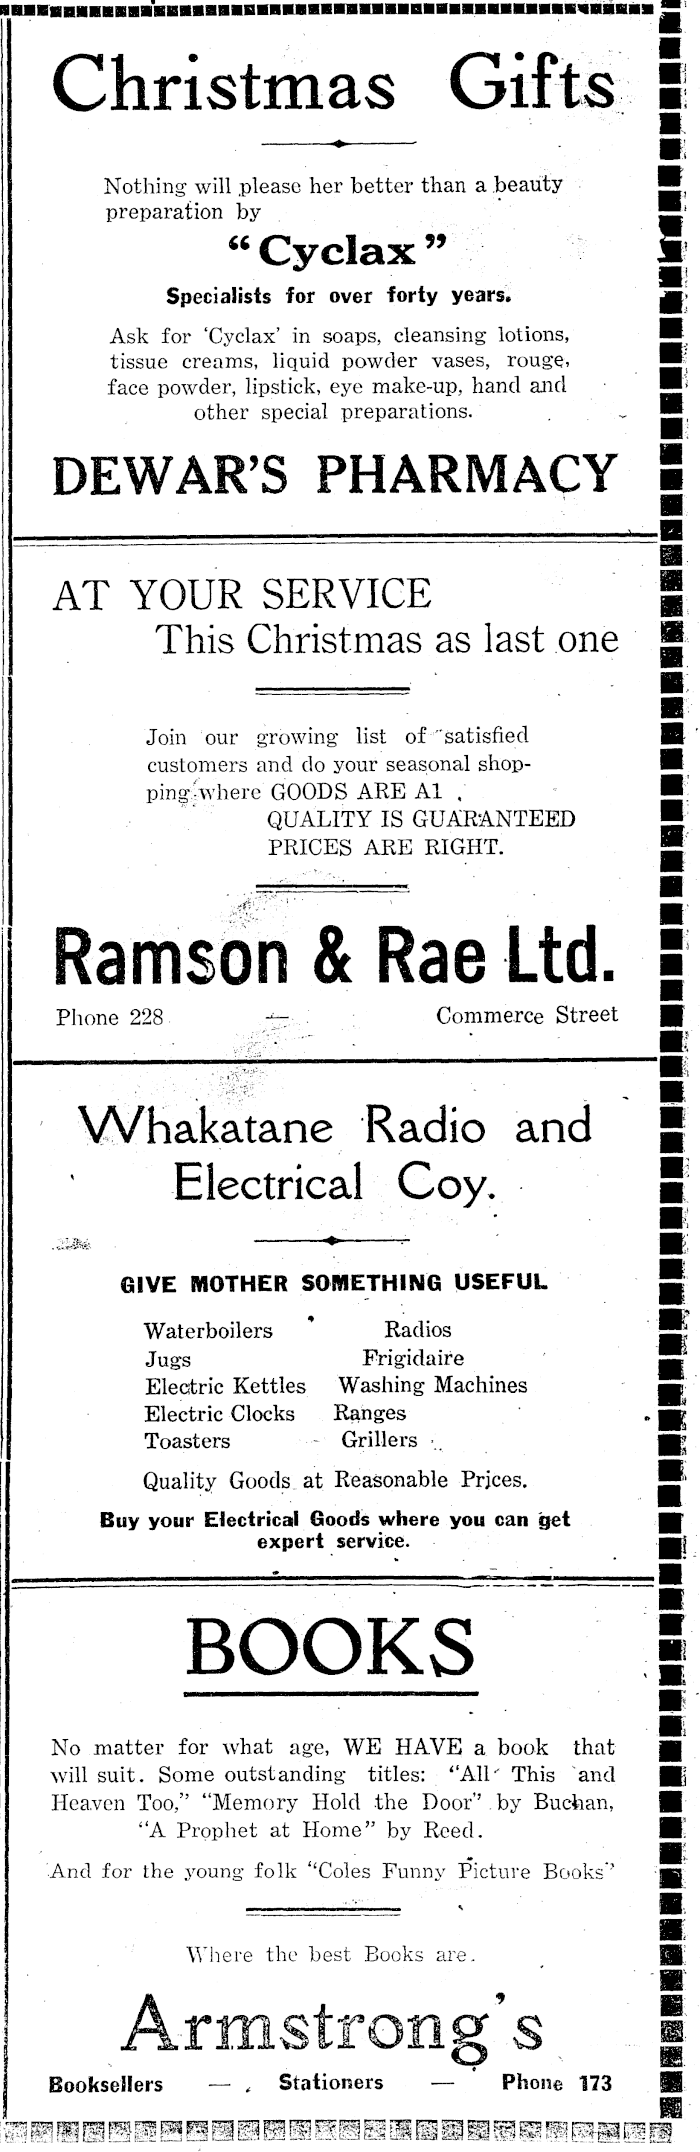 Christmas Gifts
Nothing will please her better than a beauty
preparation by
"Cyclax"
Specialists for over forty years.
Ask for 'Cyclax' in soaps, cleansing lotions,
tissue creams, liquid powder vases, rouge,
face powder, lipstick, eye make-up, hand and
other special preparations.
DEWAR'S PHARMACY
AT YOUR SERVICE
This Christmas as last one
Join our growing list of satisfied
customers and do your seasonal shop-
ping where GOODS ARE A1
QUALITY IS GUARANTEED
PRICES ARE RIGHT.
Ramson & Rae Ltd.
Phone 228 — Commerce Street
Whakatane Radio and
Electrical Coy.
GIVE MOTHER SOMETHING USEFUL
Waterboilers Radios
Jugs Frigidaire
Electric Kettles Washing Machines
Electric Clocks Ranges
Toasters Grillers
Quality Goods at Reasonable Prices.
Buy your Electrical Goods where you can get
expert service.
BOOKS
No matter for what age, WE HAVE a book that
will suit. Some outstanding titles: "All This and
Heaven Too," "Memory Hold the Door" by Buchan,
"A Prophet at Home" by Reed.
And for the young folk "Coles Funny Picture Books"
Where the best Books are.
Armstrong's
Booksellers — Stationers — Phone 173